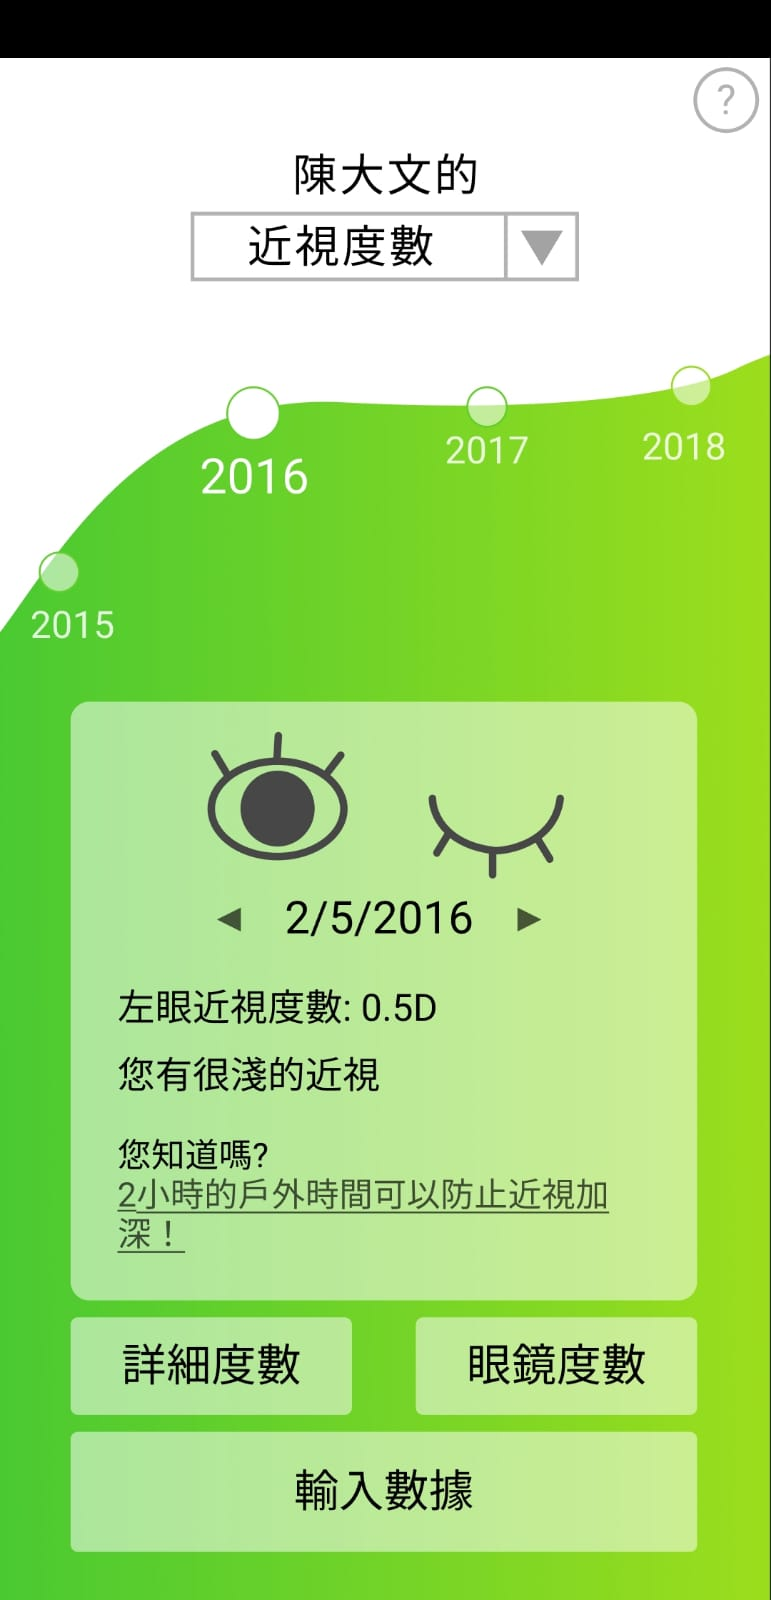 ?
陳大文的
近視度數
2016
2017
2018
2015
2/5/2016
左眼近視度數: 0.5D
您有很淺的近視
您知道嗎?
2小時的戶外時間可以防止近視加
深！
詳細度數
眼鏡度數
輸入數據